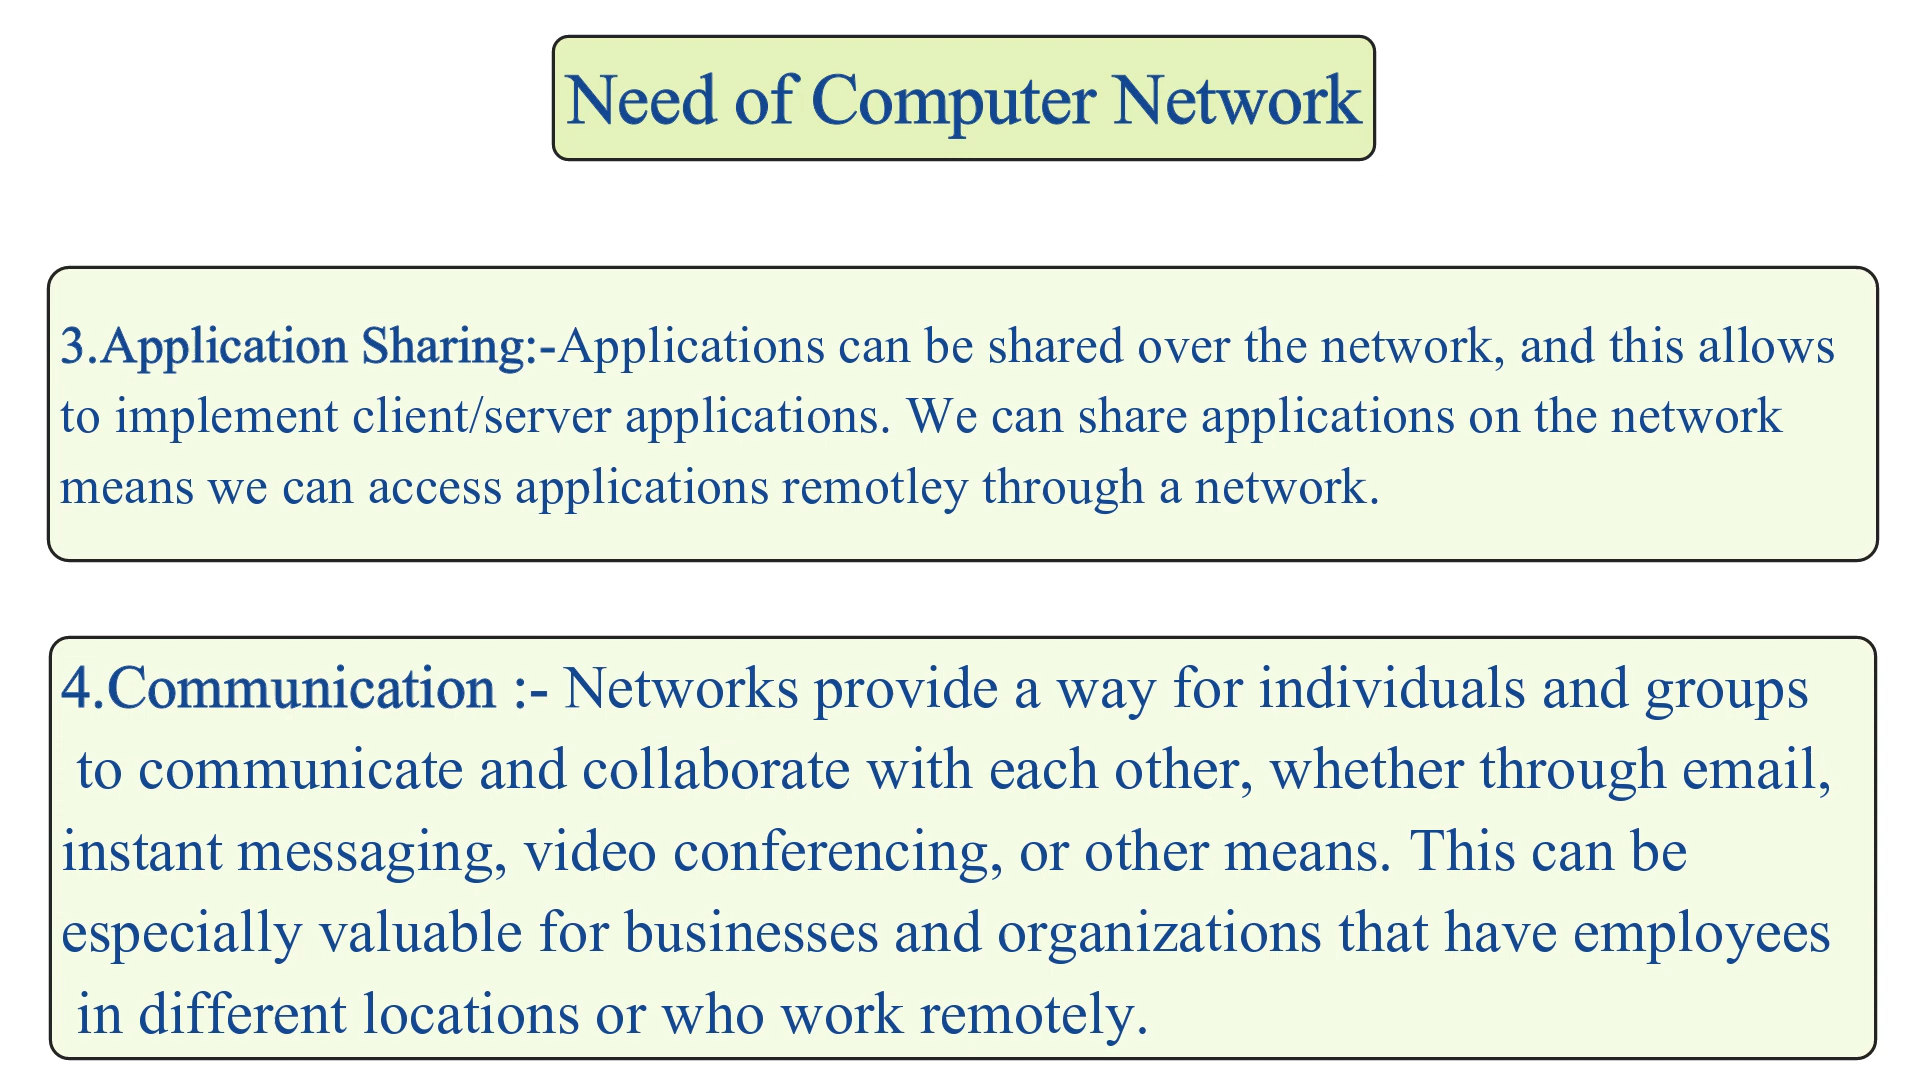 Need of Computer Network
3.Application Sharing:-Applications can be shared over the network, and this allows
to implement client/server applications. We can share applications on the network
means we can access applications remotley through a network.
4.Communication :- Networks provide a way for individuals and groups
to communicate and collaborate with each other, whether through email,
instant messaging, video conferencing, or other means. This can be
especially valuable for businesses and organizations that have employees
in different locations or who work remotely.